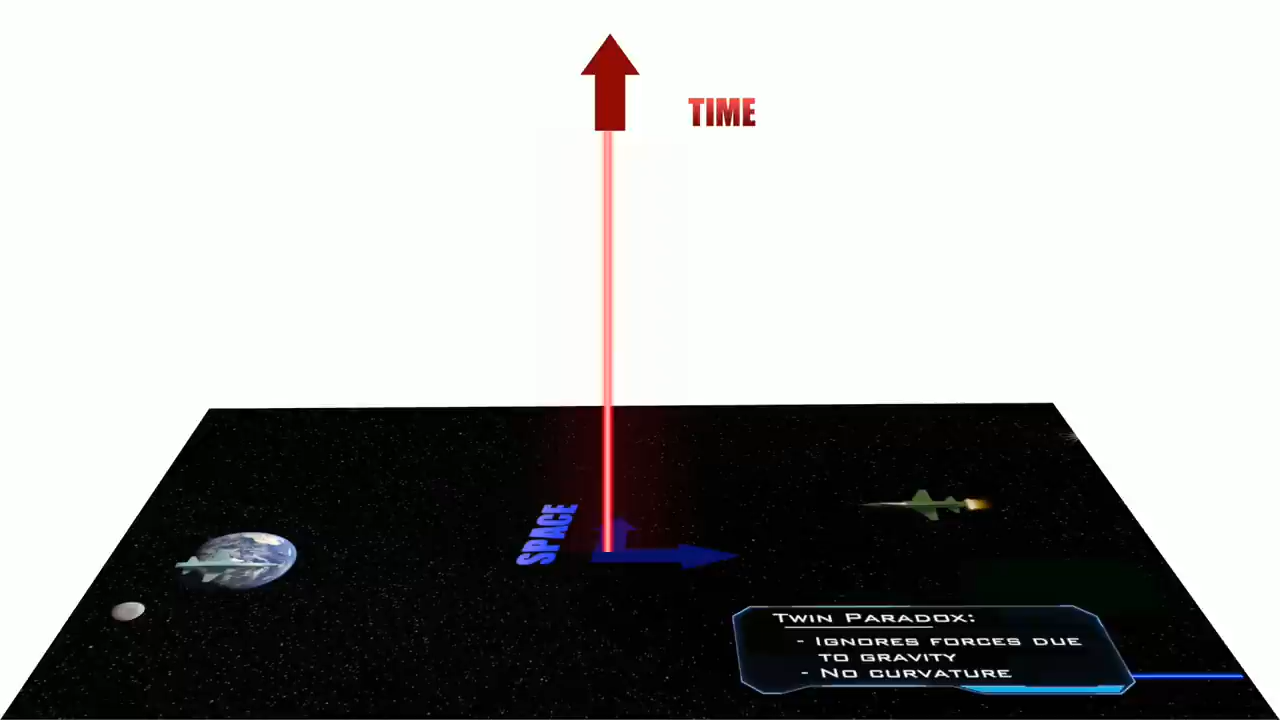 TIME
SPACE
TWIN PARADOX:
- IGNORES FORCES DUE
TO GRAVITY
- NO CURVATURE